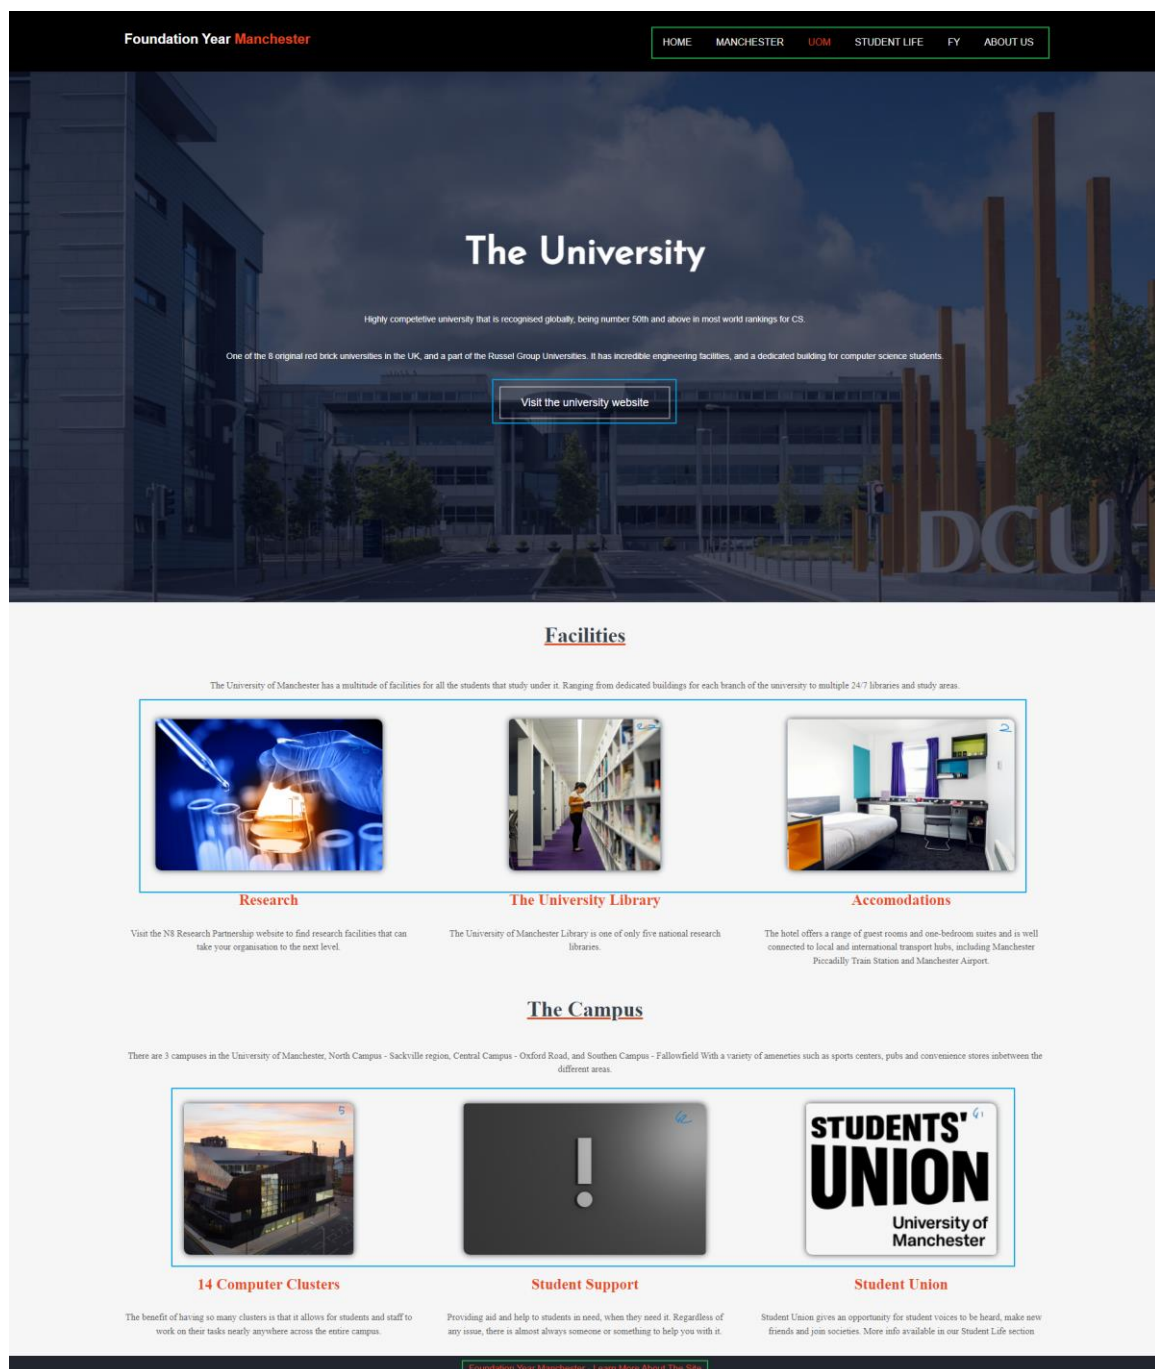 Foundation Year Manchester
HOME MANCHESTER UOM STUDENT LIFE FY ABOUT US
The University
Highly competetive university that is recognised globally, being number 50th and above in most world rankings for CS.
One of the 8 original red brick universities in the UK, and a part of the Russel Group Universities. It has incredible engineering facilities, and a dedicated building for computer science students.
Visit the university website
DCU
Facilities
The University of Manchester has a multitude of facilities for all the students that study under it. Ranging from dedicated buildings for each branch of the university to multiple 24/7 libraries and study areas.
2
Research
Visit the N8 Research Partnership website to find research facilities that can
take your organisation to the next level.
The University Library
The University of Manchester Library is one of only five national research
libraries.
Accomodations
The hotel offers a range of guest rooms and one-bedroom suites and is well
connected to local and international transport hubs, including Manchester
Piccadilly Train Station and Manchester Airport.
The Campus
There are 3 campuses in the University of Manchester, North Campus - Sackville region, Central Campus - Oxford Road, and Southen Campus - Fallowfield With a variety of ameneties such as sports centers, pubs and convenience stores inbetween the
different areas.
5
!
STUDENTS'
UNION
University of
Manchester
14 Computer Clusters
The benefit of having so many clusters is that it allows for students and staff to
work on their tasks nearly anywhere across the entire campus.
Student Support
Providing aid and help to students in need, when they need it. Regardless of
any issue, there is almost always someone or something to help you with it.
Student Union
Student Union gives an opportunity for student voices to be heard, make new
friends and join societies. More info available in our Student Life section
Foundation Year Manchester - Learn More About The Site